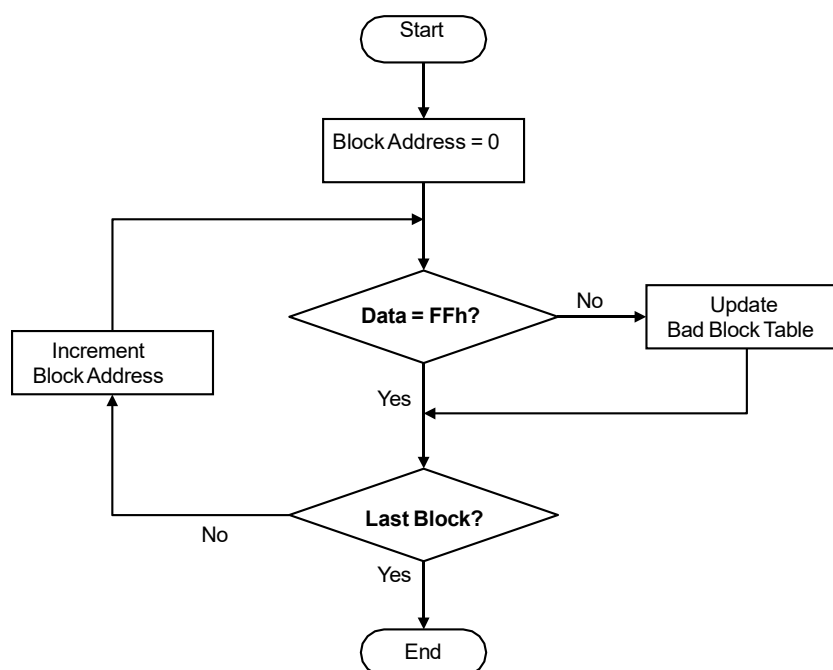 Start
Block Address = 0
Data = FFh?
No
Update
Bad Block Table
Increment
Block Address
Yes
Last Block?
No
Yes
End